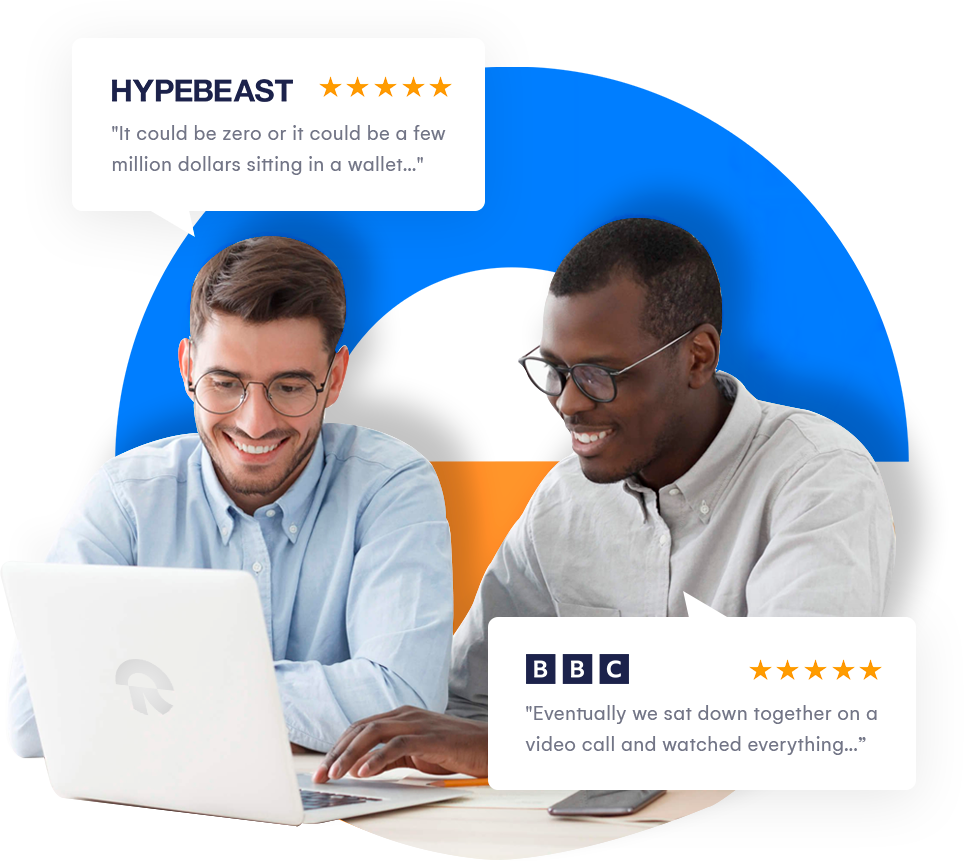 HYPEBEAST ★★★★★
"It could be zero or it could be a few
million dollars sitting in a wallet..."
BBC ★★★★★
"Eventually we sat down together on a
video call and watched everything...”